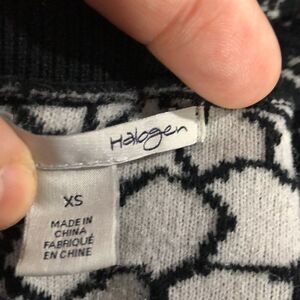 Halogen
XS
MADE IN
CHINA
FABRIQUÉ
EN CHINE